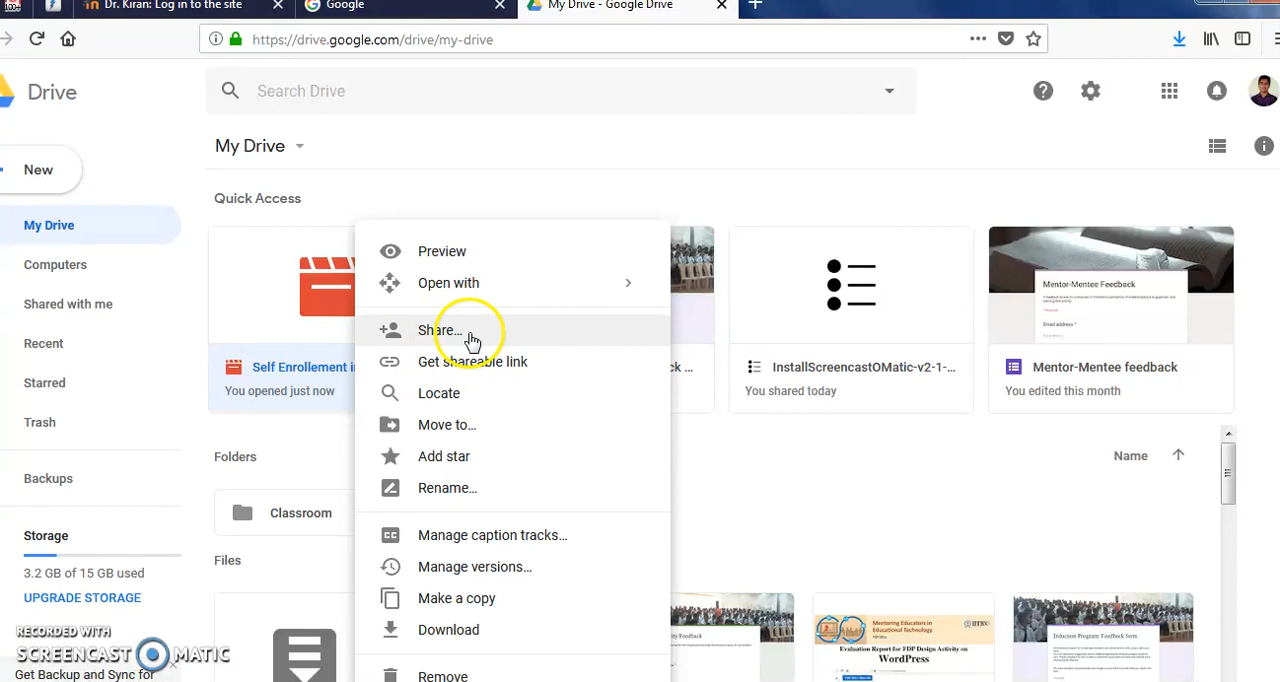 Dr. Kiran: Log in to the site
Google
My Drive - Google Drive
https://drive.google.com/drive/my-drive
Drive
Search Drive
New
My Drive
My Drive
Computers
Shared with me
Recent
Starred
Trash
Backups
Storage
3.2 GB of 15 GB used
UPGRADE STORAGE
Get Backup and Sync for
RECORDED WITH
SCREENCAST MATIC
Quick Access
Self Enrollement i
You opened just now
Preview
Open with
Share...
Get shareable link
Locate
Move to...
Add star
Rename...
Manage caption tracks...
Manage versions...
Make a copy
Download
Remove
InstallScreencastOMatic-v2-1-...
You shared today
Mentor-Mentee Feedback
Email address *
Mentor-Mentee feedback
You edited this month
Folders
Name
Classroom
Files
Mentoring Educators in
Educational Technology
IITBX
Evaluation Report for FDP Design Activity on
WordPress
Induction Program: Feedback form